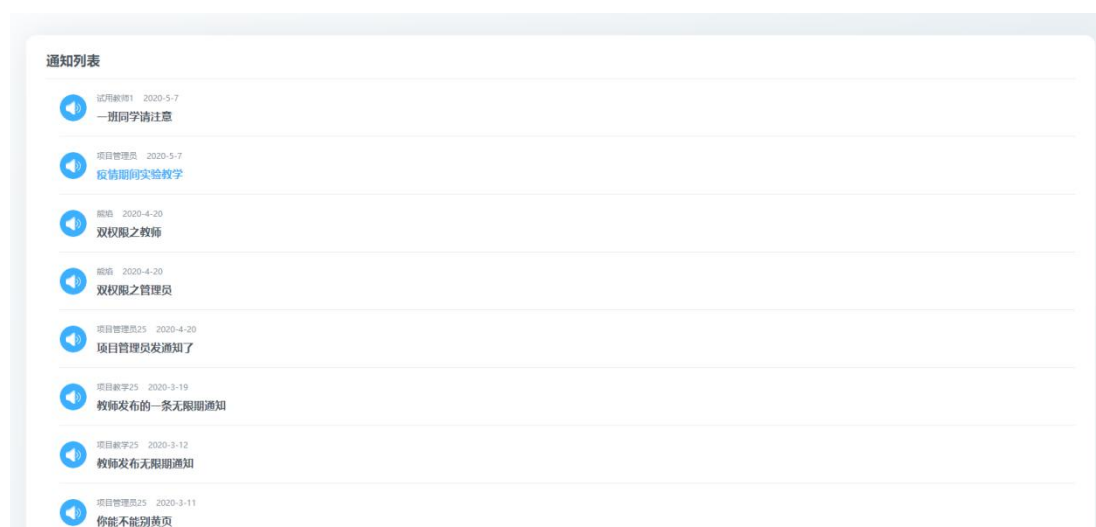 通知列表
试用教师1 2020-5-7
一班同学请注意
项目管理员 2020-5-7
疫情期间实验教学
2020-4-20
双权限之教师
2020-4-20
双权限之管理员
项目管理员25 2020-4-20
项目管理员发通知了
项目教学25 2020-3-19
教师发布的一条无限期通知
项目教学25 2020-3-12
教师发布无限期通知
项目管理员25 2020-3-11
你能不能别黄页